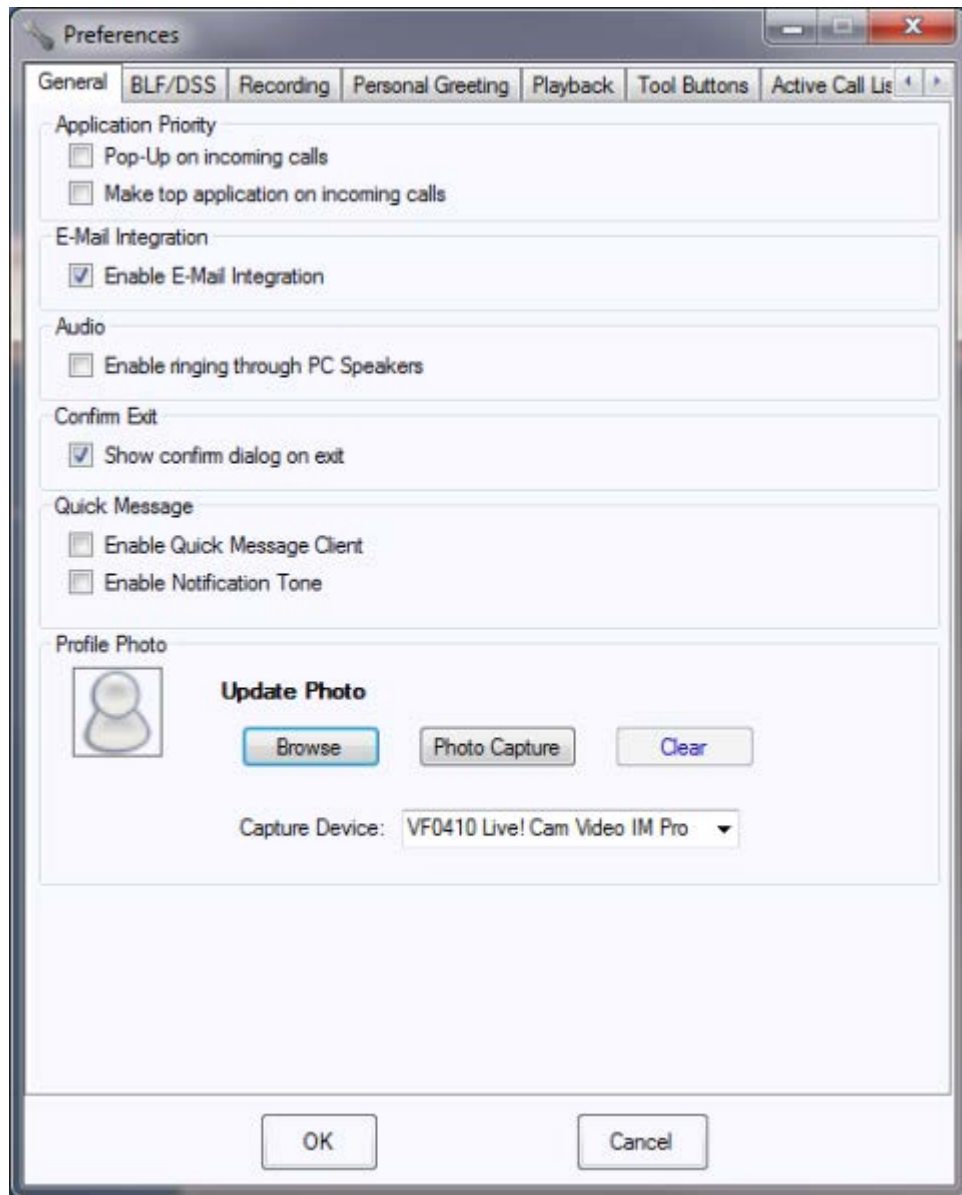 Preferences
General BLF/DSS Recording Personal Greeting Playback Tool Buttons Active Call Lis
Application Priority
Pop-Up on incoming calls
Make top application on incoming calls
E-Mail Integration
Enable E-Mail Integration
Audio
Enable ringing through PC Speakers
Confirm Exit
Show confirm dialog on exit
Quick Message
Enable Quick Message Client
Enable Notification Tone
Profile Photo
Update Photo
Browse Photo Capture Clear
Capture Device: VF0410 Live! Cam Video IM Pro
OK Cancel